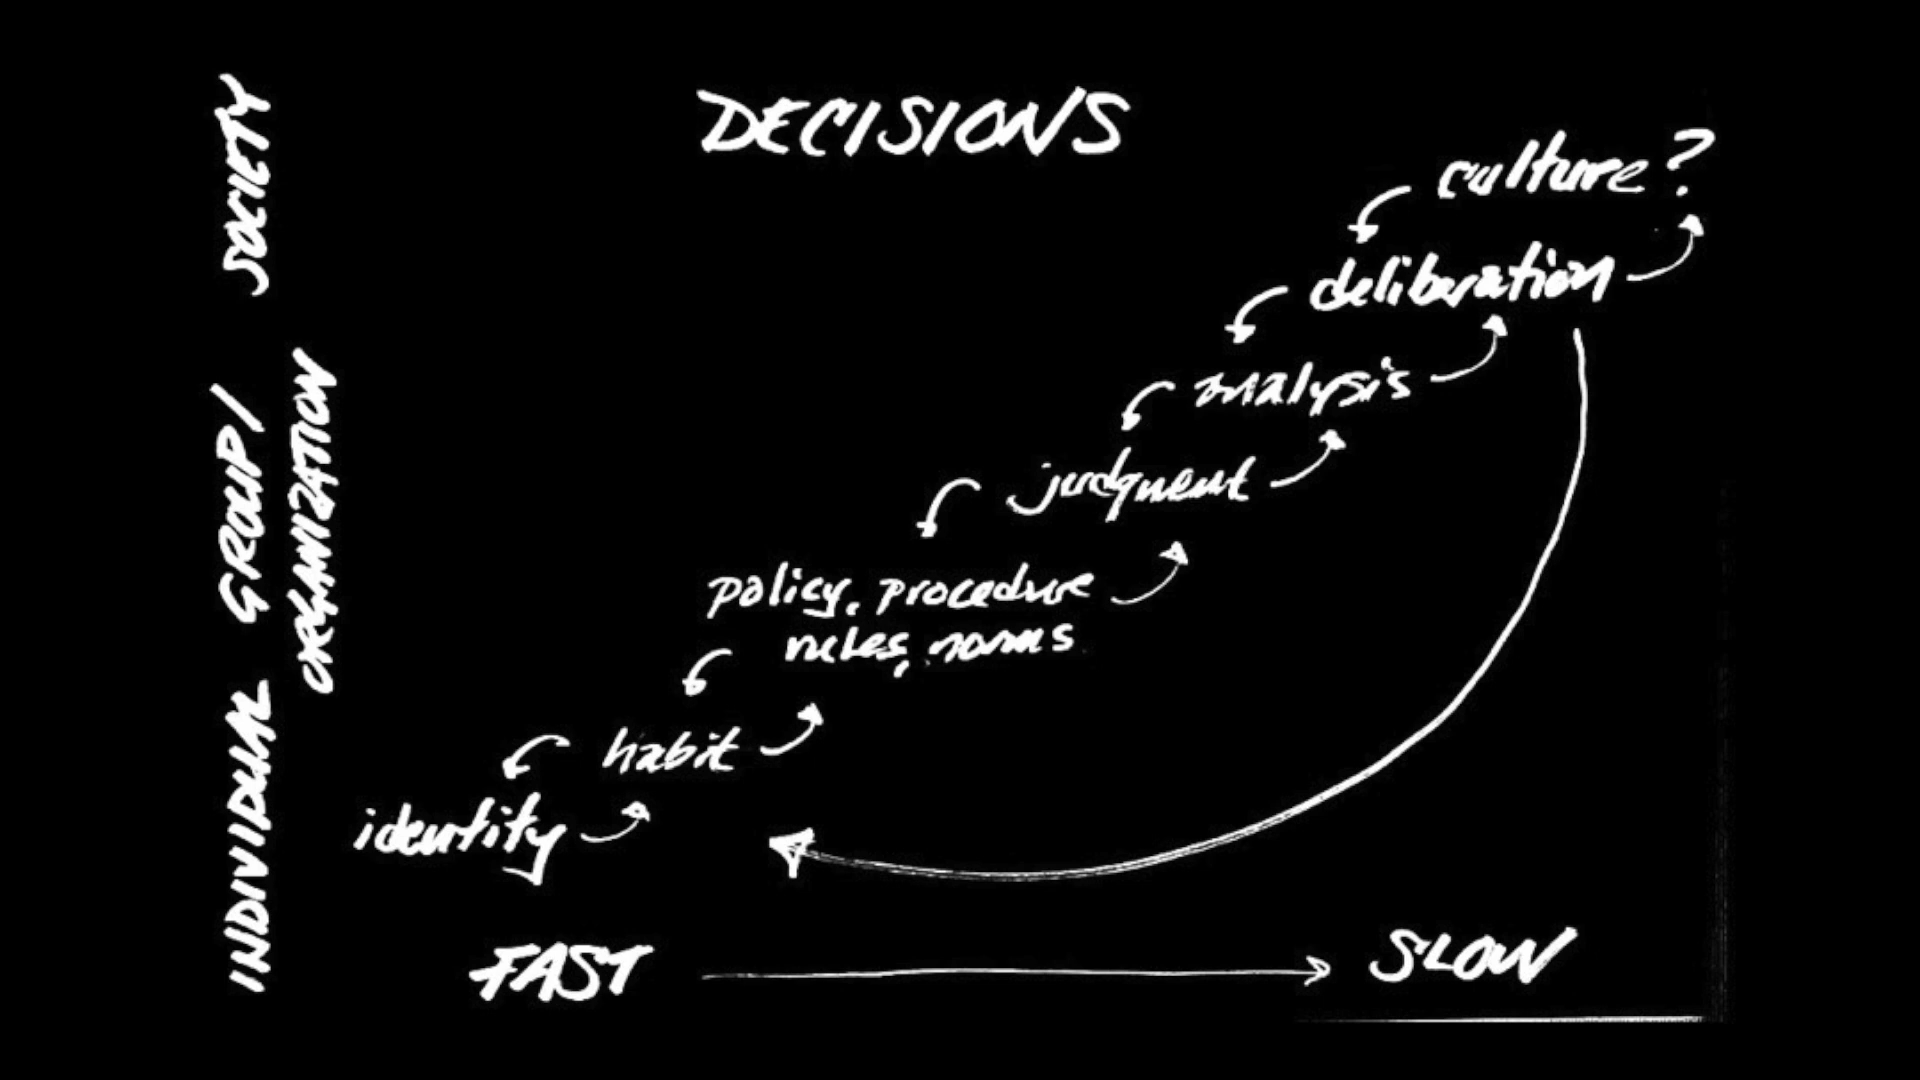 DECISIONS
SOCIETY
GROUP/
ORGANIZATION
INDIVIDUAL
culture?
deliberation
analysis
judgment
policy, procedure
rules, norms
habit
identity
FAST
SLOW